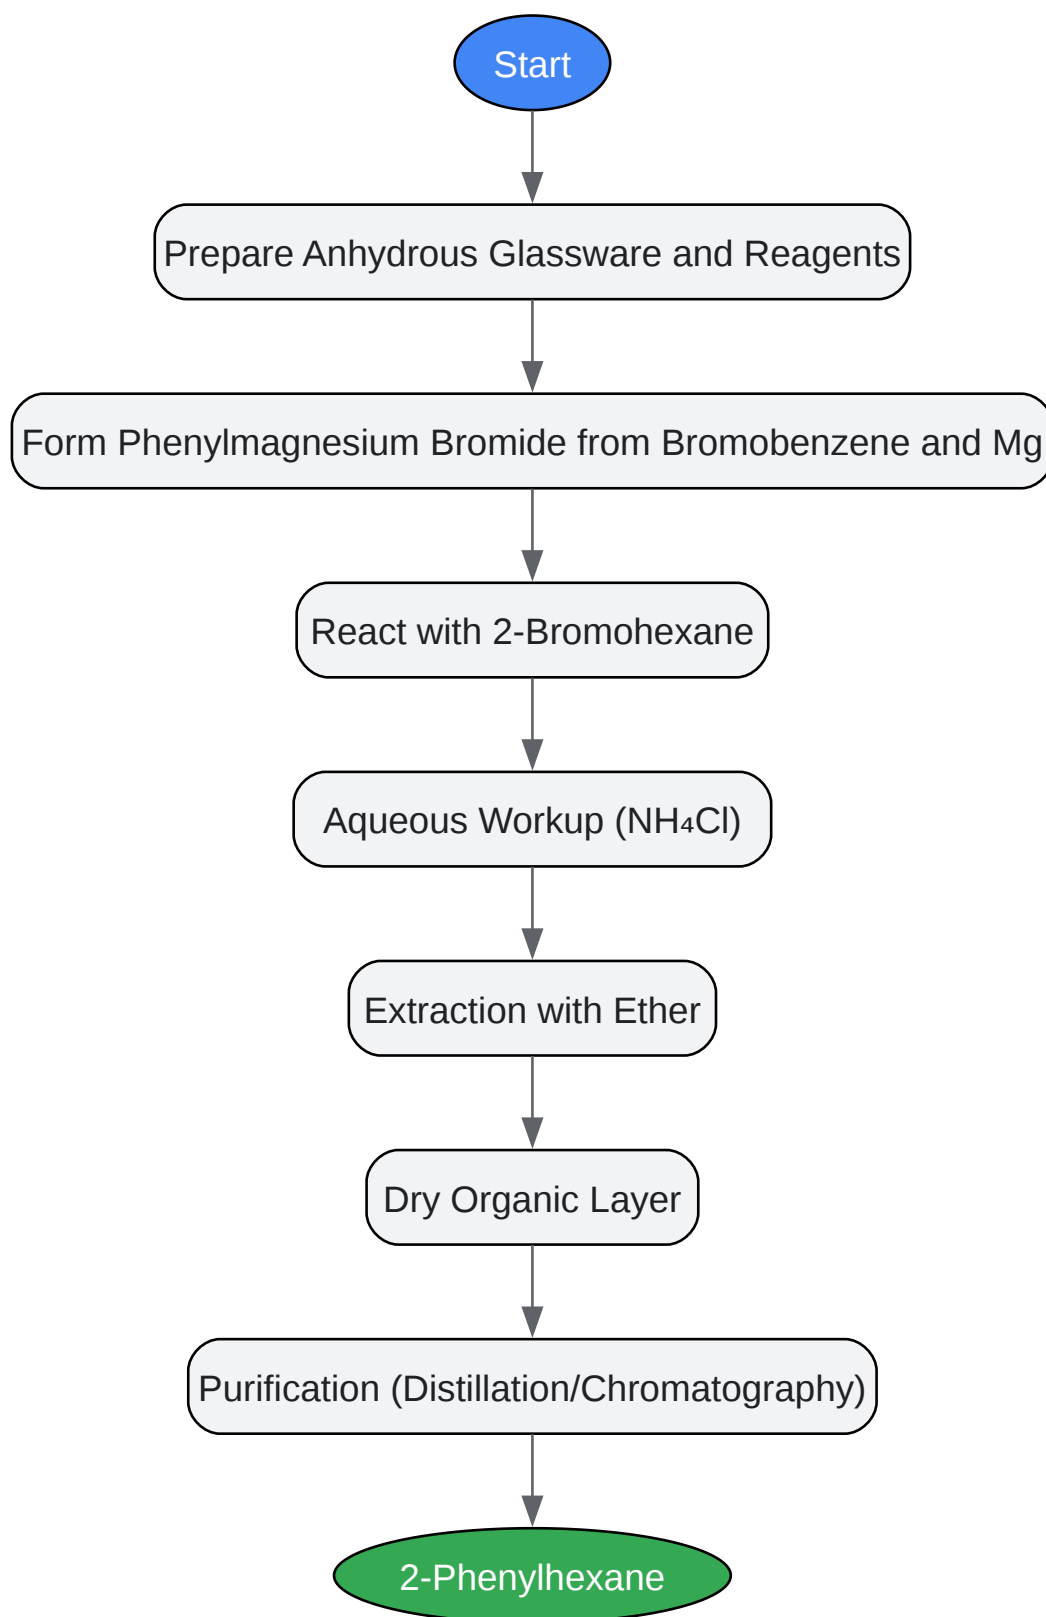 Start
Prepare Anhydrous Glassware and Reagents
Form Phenylmagnesium Bromide from Bromobenzene and Mg
React with 2-Bromohexane
Aqueous Workup (NH₄Cl)
Extraction with Ether
Dry Organic Layer
Purification (Distillation/Chromatography)
2-Phenylhexane